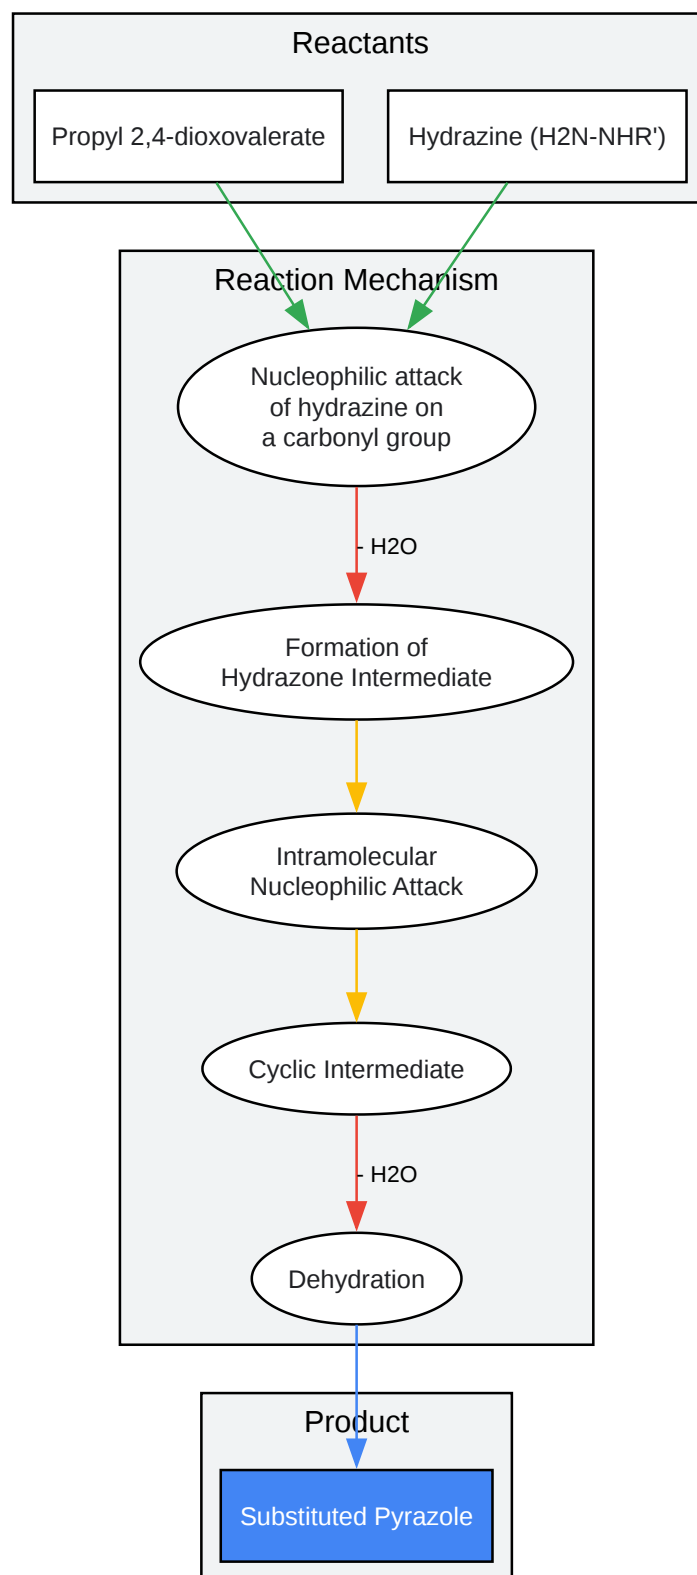 Reactants
Propyl 2,4-dioxovalerate
Hydrazine (H2N-NHR')
Reaction Mechanism
Nucleophilic attack
of hydrazine on
a carbonyl group
- H2O
Formation of
Hydrazone Intermediate
Intramolecular
Nucleophilic Attack
Cyclic Intermediate
- H2O
Dehydration
Product
Substituted Pyrazole